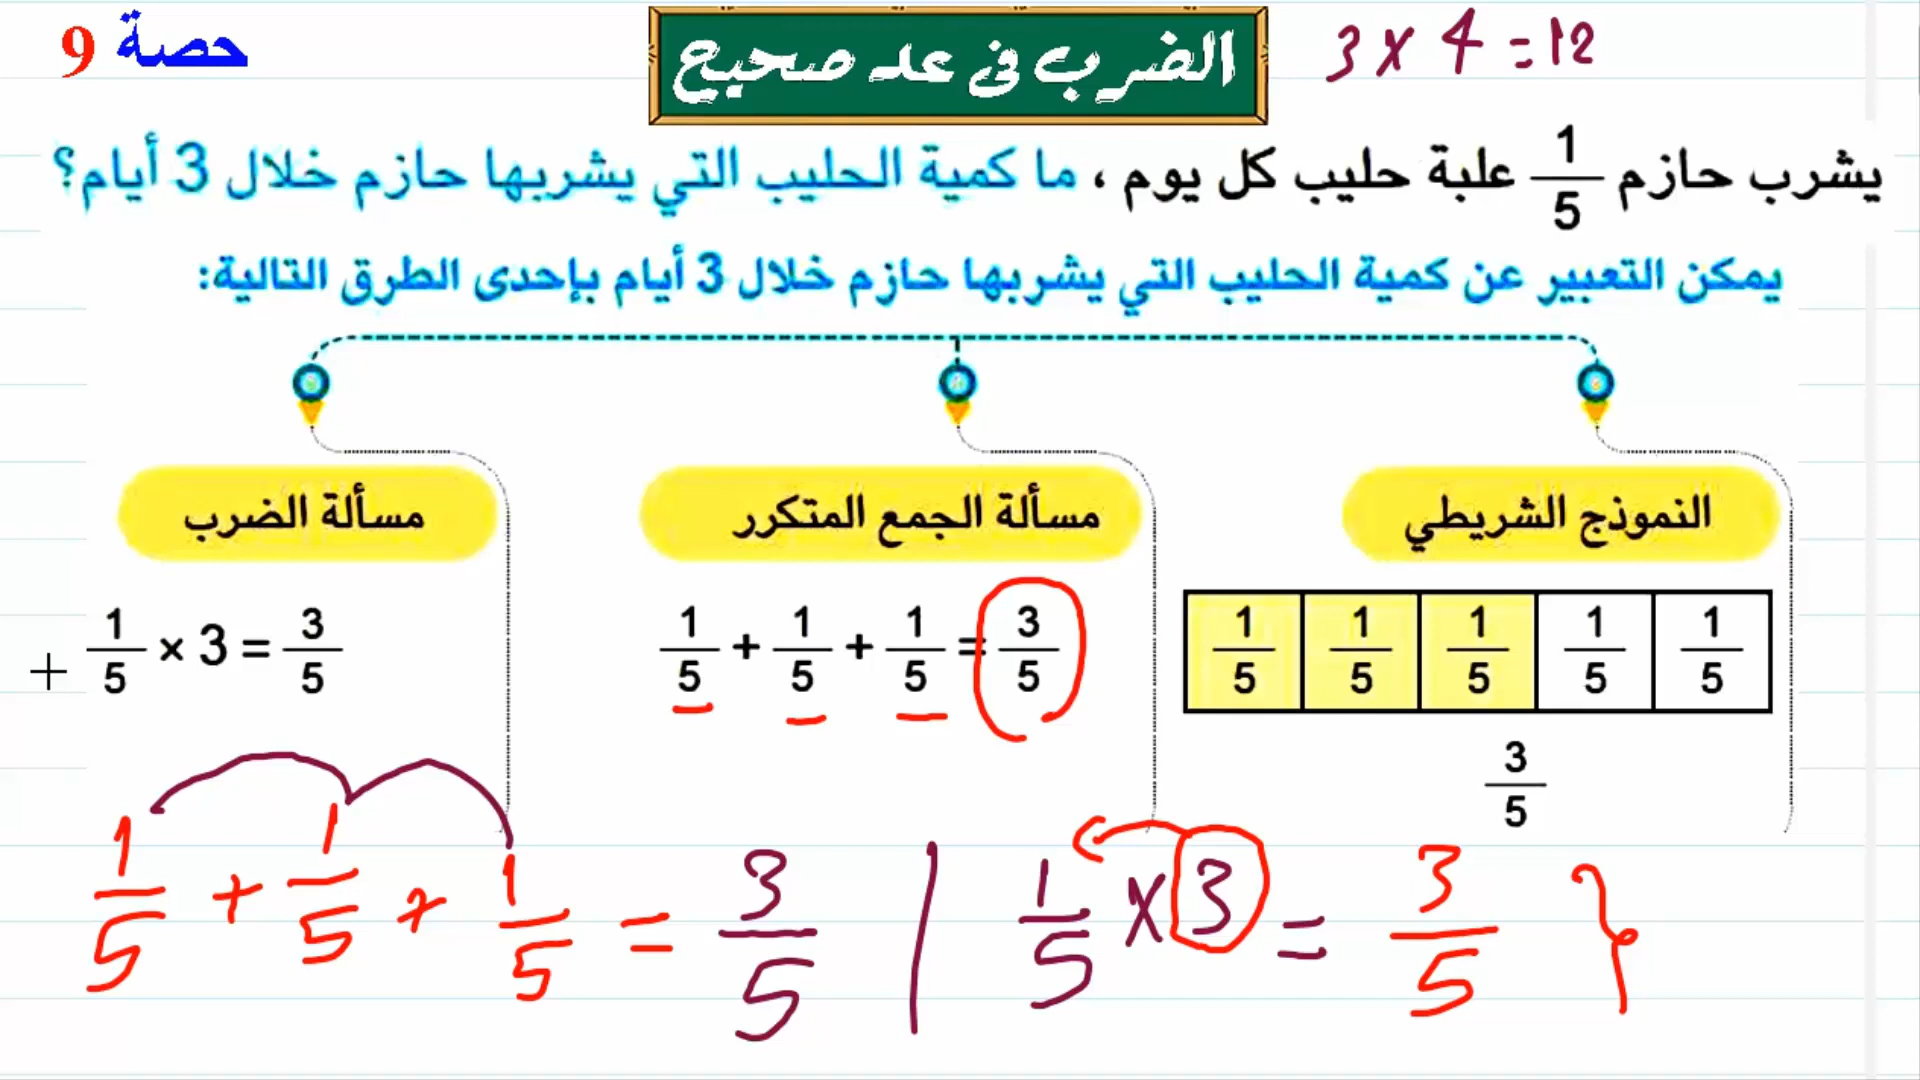 حصة 9
الضرب فى عدد صحيح
3 x 4 = 12
يشرب حازم 1/5 علبة حليب كل يوم ، ما كمية الحليب التي يشربها حازم خلال 3 أيام؟
يمكن التعبير عن كمية الحليب التي يشربها حازم خلال 3 أيام بإحدى الطرق التالية:
النموذج الشريطي
1/5 1/5 1/5 1/5 1/5
3/5
مسألة الجمع المتكرر
1/5 + 1/5 + 1/5 = 3/5
مسألة الضرب
1/5 × 3 = 3/5
1/5 + 1/5 + 1/5 = 3/5
1/5 x 3 = 3/5